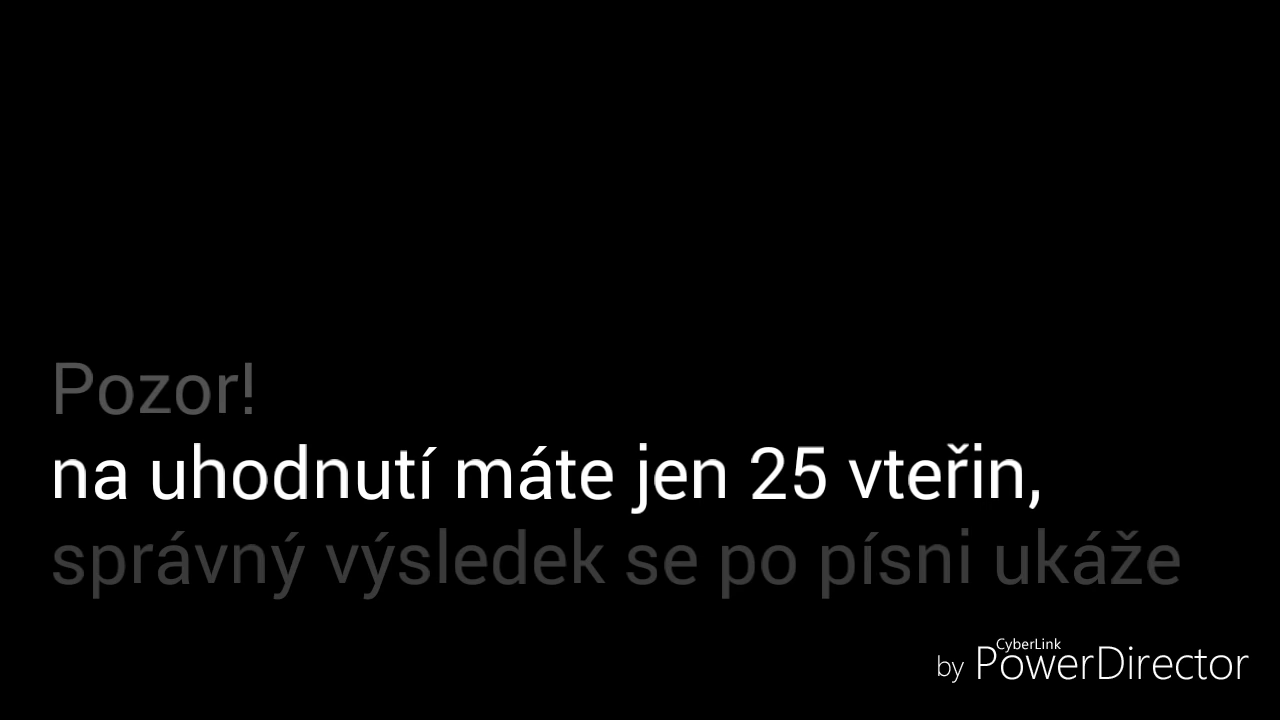 Pozor!
na uhodnutí máte jen 25 vteřin,
správný výsledek se po písni ukáže
by CyberLink PowerDirector